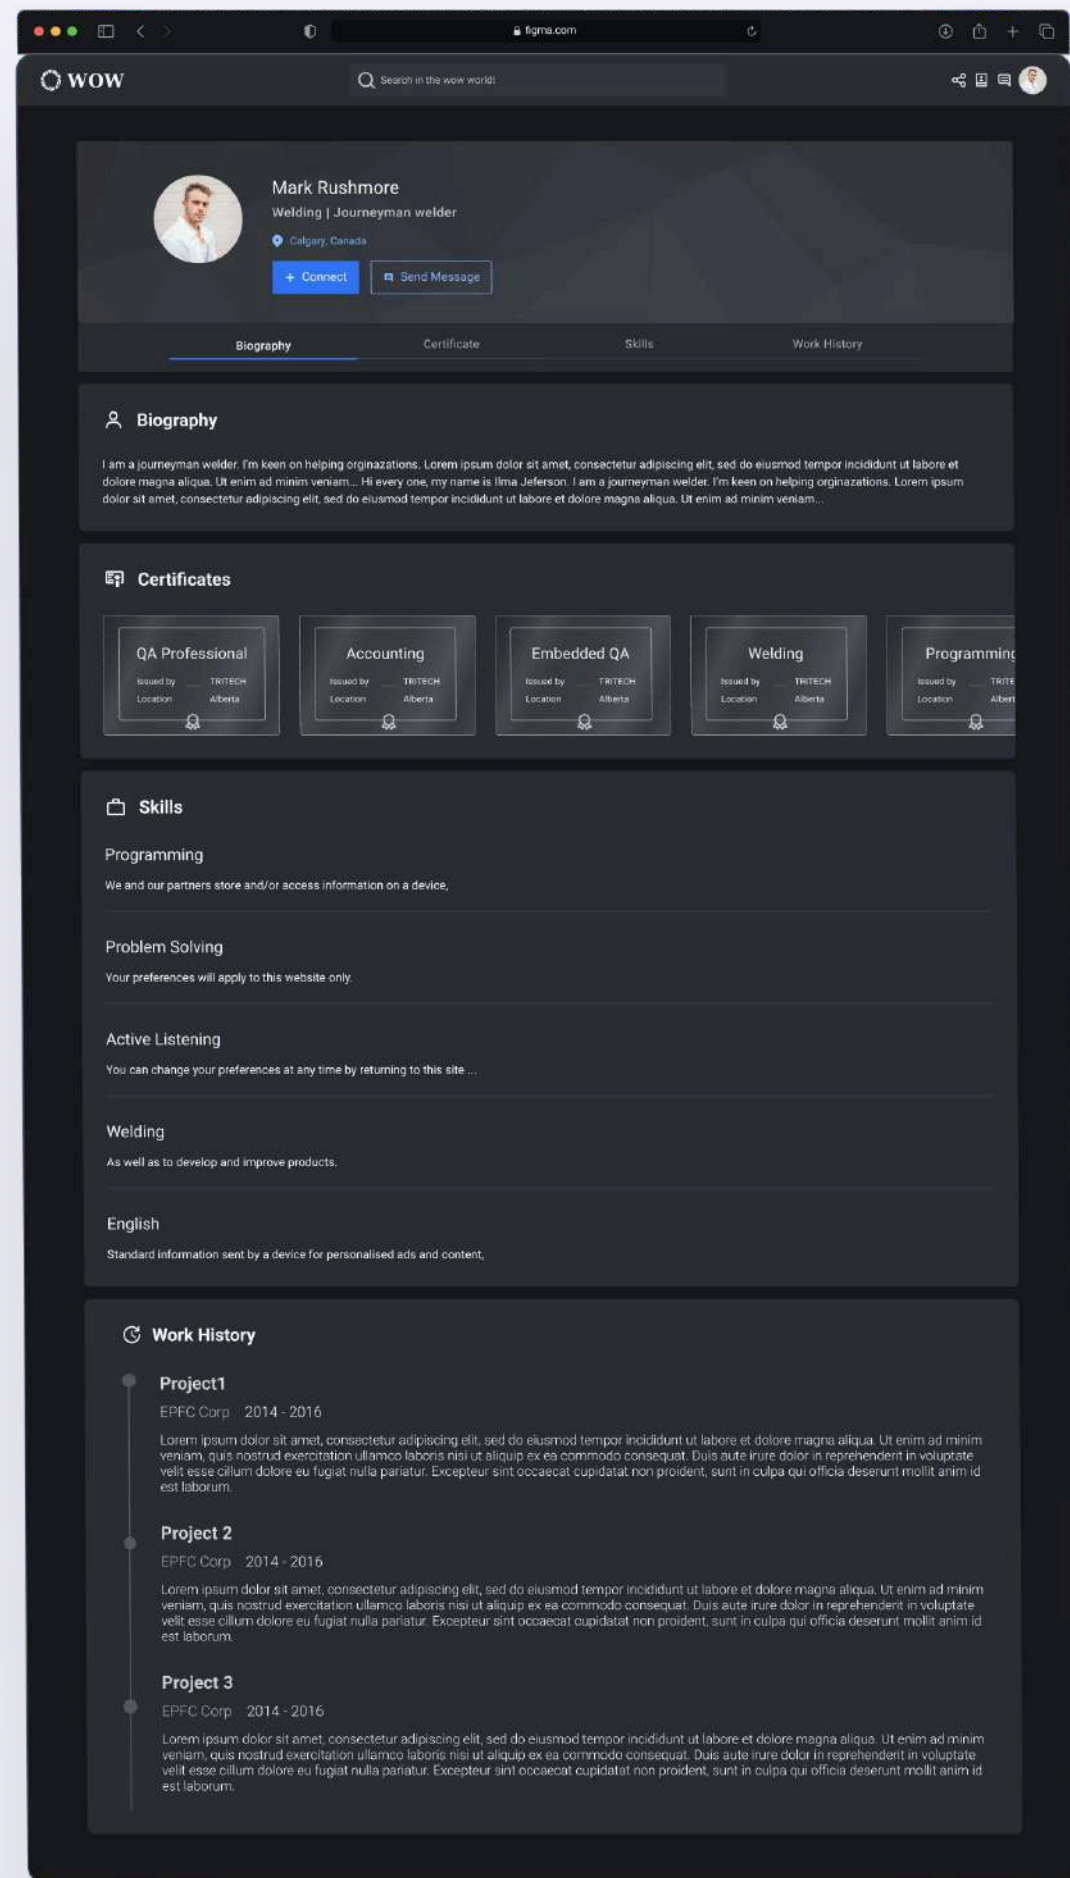 figma.com
WOW
Search in the wow world!
Mark Rushmore
Welding | Journeyman welder
Calgary, Canada
+ Connect
Send Message
Biography
Certificate
Skills
Work History
Biography
I am a journeyman welder. I'm keen on helping orginazations. Lorem ipsum dolor sit amet, consectetur adipiscing elit, sed do eiusmod tempor incididunt ut labore et
dolore magna aliqua. Ut enim ad minim veniam... Hi every one, my name is Ilma Jeferson. I am a journeyman welder. I'm keen on helping orginazations. Lorem ipsum
dolor sit amet, consectetur adipiscing elit, sed do eiusmod tempor incididunt ut labore et dolore magna aliqua. Ut enim ad minim veniam...
Certificates
QA Professional
Issued by __ TRITECH
Location Alberta
Accounting
Issued by __ TRITECH
Location Alberta
Embedded QA
Issued by __ TRITECH
Location Alberta
Welding
Issued by __ TRITECH
Location Alberta
Programming
Issued by __ TRITE
Location Albert
Skills
Programming
We and our partners store and/or access information on a device,
Problem Solving
Your preferences will apply to this website only.
Active Listening
You can change your preferences at any time by returning to this site ...
Welding
As well as to develop and improve products.
English
Standard information sent by a device for personalised ads and content,
Work History
Project1
EPFC Corp 2014 - 2016
Lorem ipsum dolor sit amet, consectetur adipiscing elit, sed do eiusmod tempor incididunt ut labore et dolore magna aliqua. Ut enim ad minim
veniam, quis nostrud exercitation ullamco laboris nisi ut aliquip ex ea commodo consequat. Duis aute irure dolor in reprehenderit in voluptate
velit esse cillum dolore eu fugiat nulla pariatur. Excepteur sint occaecat cupidatat non proident, sunt in culpa qui officia deserunt mollit anim id
est laborum.
Project 2
EPFC Corp 2014 - 2016
Lorem ipsum dolor sit amet, consectetur adipiscing elit, sed do eiusmod tempor incididunt ut labore et dolore magna aliqua. Ut enim ad minim
veniam, quis nostrud exercitation ullamco laboris nisi ut aliquip ex ea commodo consequat. Duis aute irure dolor in reprehenderit in voluptate
velit esse cillum dolore eu fugiat nulla pariatur. Excepteur sint occaecat cupidatat non proident, sunt in culpa qui officia deserunt mollit anim id
est laborum.
Project 3
EPFC Corp 2014 - 2016
Lorem ipsum dolor sit amet, consectetur adipiscing elit, sed do eiusmod tempor incididunt ut labore et dolore magna aliqua. Ut enim ad minim
veniam, quis nostrud exercitation ullamco laboris nisi ut aliquip ex ea commodo consequat. Duis aute irure dolor in reprehenderit in voluptate
velit esse cillum dolore eu fugiat nulla pariatur. Excepteur sint occaecat cupidatat non proident, sunt in culpa qui officia deserunt mollit anim id
est laborum.